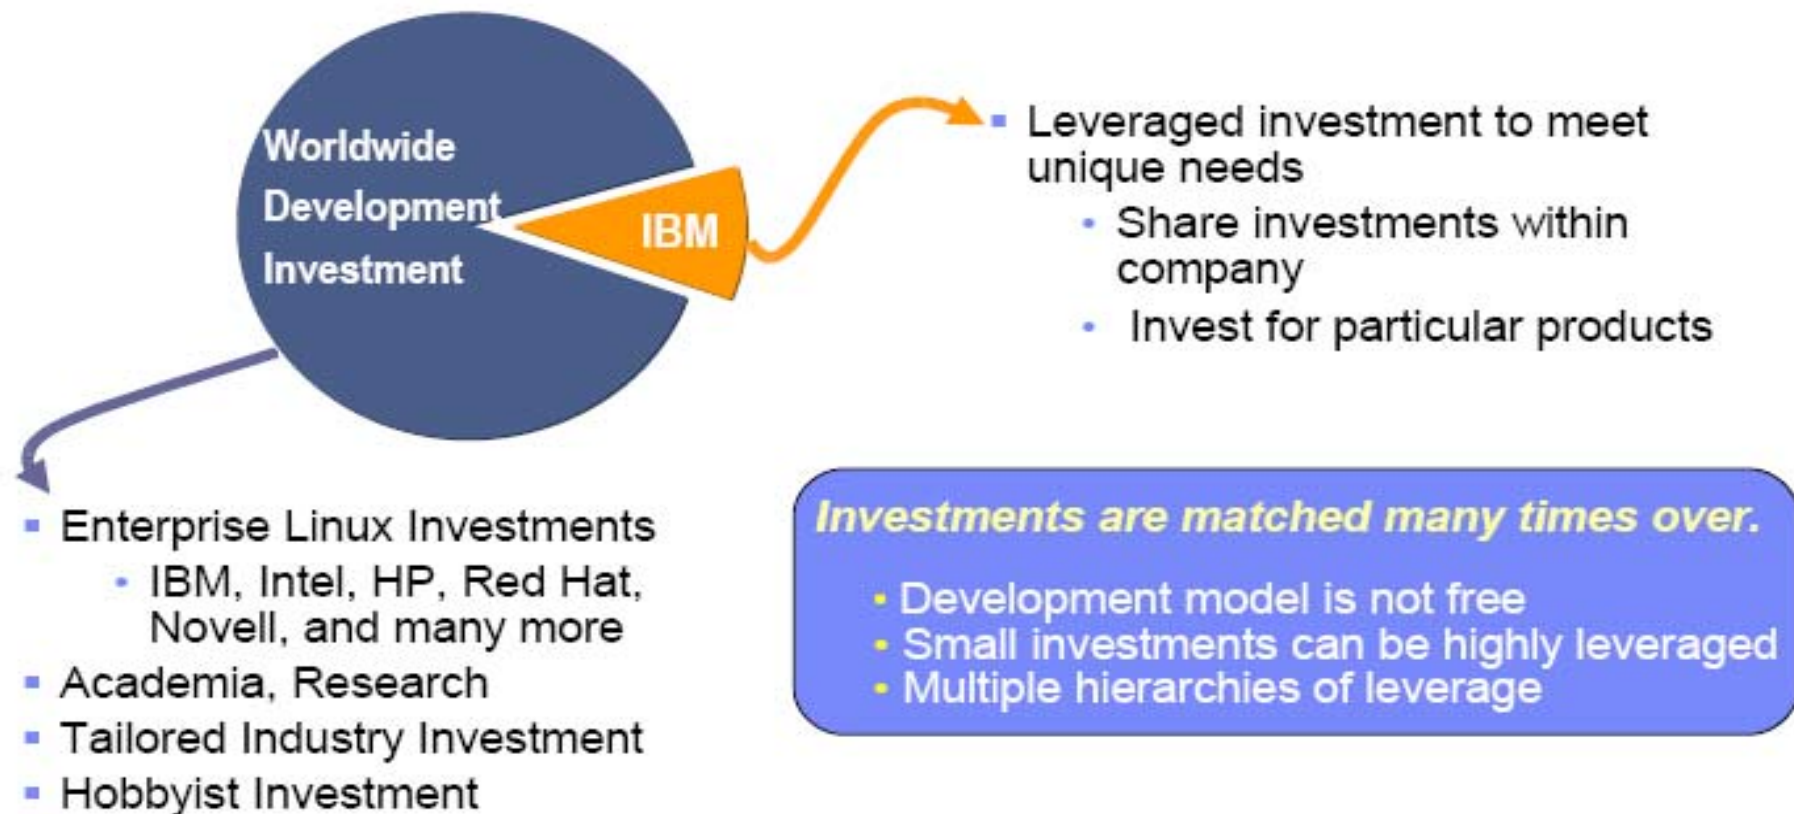 Worldwide
Development
Investment
IBM
Leveraged investment to meet
unique needs
Share investments within
company
Invest for particular products
Enterprise Linux Investments
IBM, Intel, HP, Red Hat,
Novell, and many more
Academia, Research
Tailored Industry Investment
Hobbyist Investment
Investments are matched many times over.
Development model is not free
Small investments can be highly leveraged
Multiple hierarchies of leverage